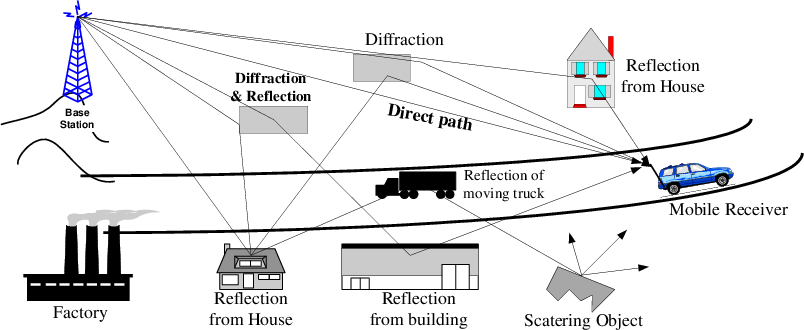 Diffraction
Reflection
from House
Diffraction
& Reflection
Base
Station
Direct path
Reflection of
moving truck
Mobile Receiver
Factory
Reflection
from House
Reflection
from building
Scatering Object